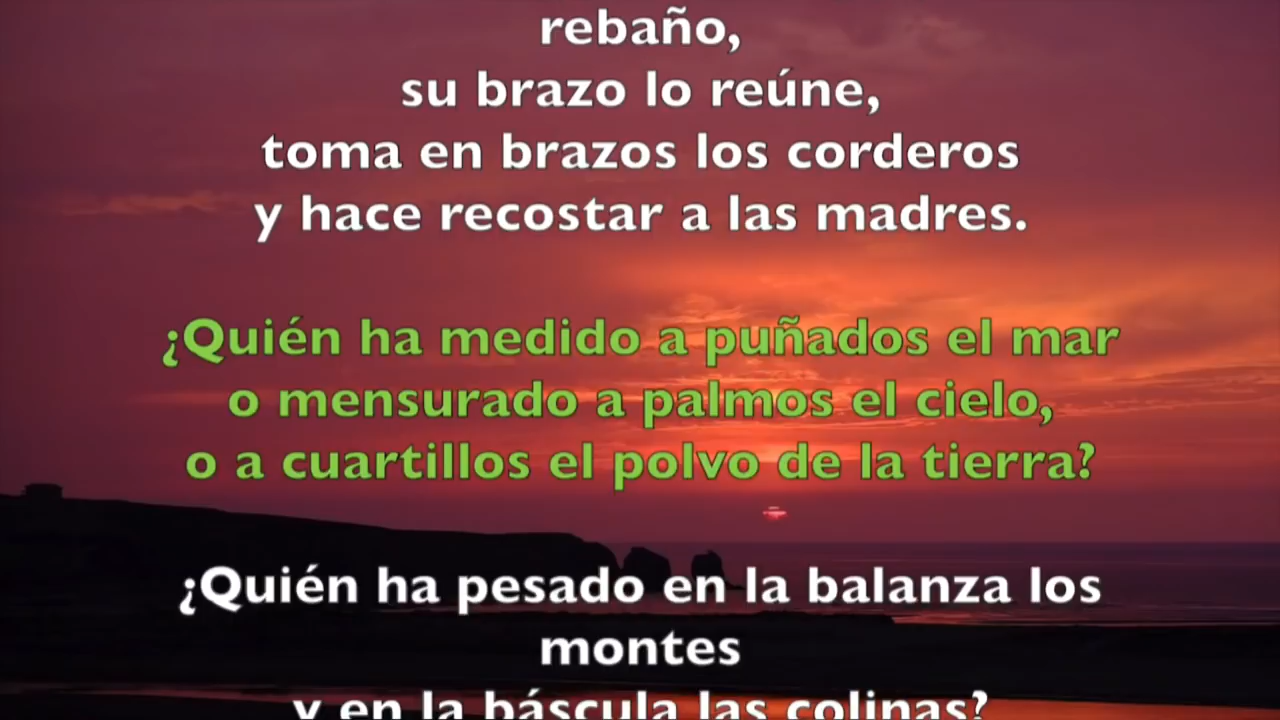 rebaño,
su brazo lo reúne,
toma en brazos los corderos
y hace recostar a las madres.
¿Quién ha medido a puñados el mar
o mensurado a palmos el cielo,
o a cuartillos el polvo de la tierra?
¿Quién ha pesado en la balanza los
montes
y en la báscula las colinas?